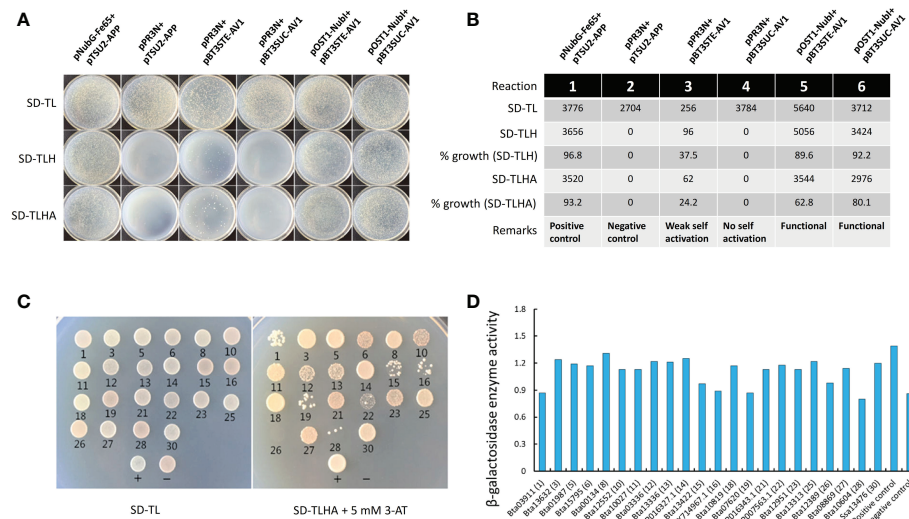 A
pNubG-Fe65+ pTSU2-APP
pPR3N+ pTSU2-APP
pPR3N+ pBT3STE-AV1
pPR3N+ pBT3SUC-AV1
pOST1-NubI+ pBT3STE-AV1
pOST1-NubI+ pBT3SUC-AV1
SD-TL
SD-TLH
SD-TLHA
B
pNubG-Fe65+ pTSU2-APP
pPR3N+ pTSU2-APP
pPR3N+ pBT3STE-AV1
pPR3N+ pBT3SUC-AV1
pOST1-NubI+ pBT3STE-AV1
pOST1-NubI+ pBT3SUC-AV1
Reaction 1 2 3 4 5 6
SD-TL 3776 2704 256 3784 5640 3712
SD-TLH 3656 0 96 0 5056 3424
% growth (SD-TLH) 96.8 0 37.5 0 89.6 92.2
SD-TLHA 3520 0 62 0 3544 2976
% growth (SD-TLHA) 93.2 0 24.2 0 62.8 80.1
Remarks Positive control Negative control Weak self activation No self activation Functional Functional
C
1 3 5 6 8 10
11 12 13 14 15 16
18 19 21 22 23 25
26 27 28 30
+ −
SD-TL
1 3 5 6 8 10
11 12 13 14 15 16
18 19 21 22 23 25
26 27 28 30
+ −
SD-TLHA + 5 mM 3-AT
D
β-galactosidase enzyme activity
1.8
1.5
1.2
0.9
0.6
0.3
0
Bta03911 (1)
Bta13632 (3)
Bta01987 (5)
Bta15795 (6)
Bta00134 (8)
Bta12552 (10)
Bta10027 (11)
Bta03336 (12)
Bta13336 (13)
(14)
Bta13422 (15)
(16)
Bta10819 (18)
Bta07620 (19)
(21)
(22)
Bta12951 (23)
Bta13313 (25)
Bta12389 (26)
Bta0869 (27)
Bta10604 (28)
Ssa13476 (30)
Positive control